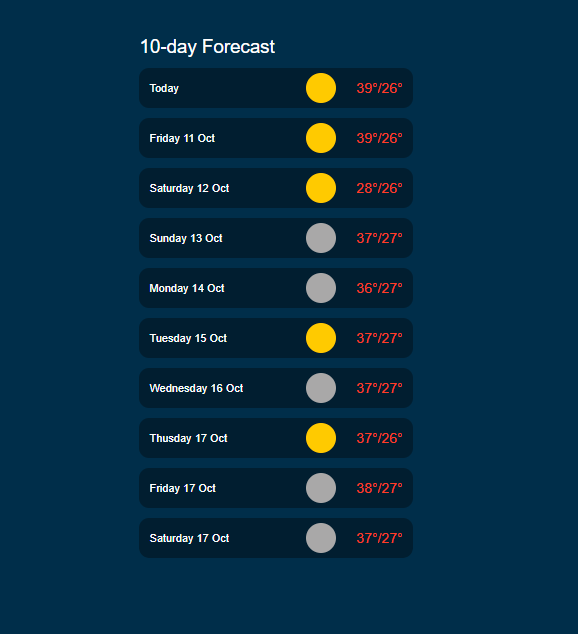 10-day Forecast
Today 39°/26°
Friday 11 Oct 39°/26°
Saturday 12 Oct 28°/26°
Sunday 13 Oct 37°/27°
Monday 14 Oct 36°/27°
Tuesday 15 Oct 37°/27°
Wednesday 16 Oct 37°/27°
Thusday 17 Oct 37°/26°
Friday 17 Oct 38°/27°
Saturday 17 Oct 37°/27°